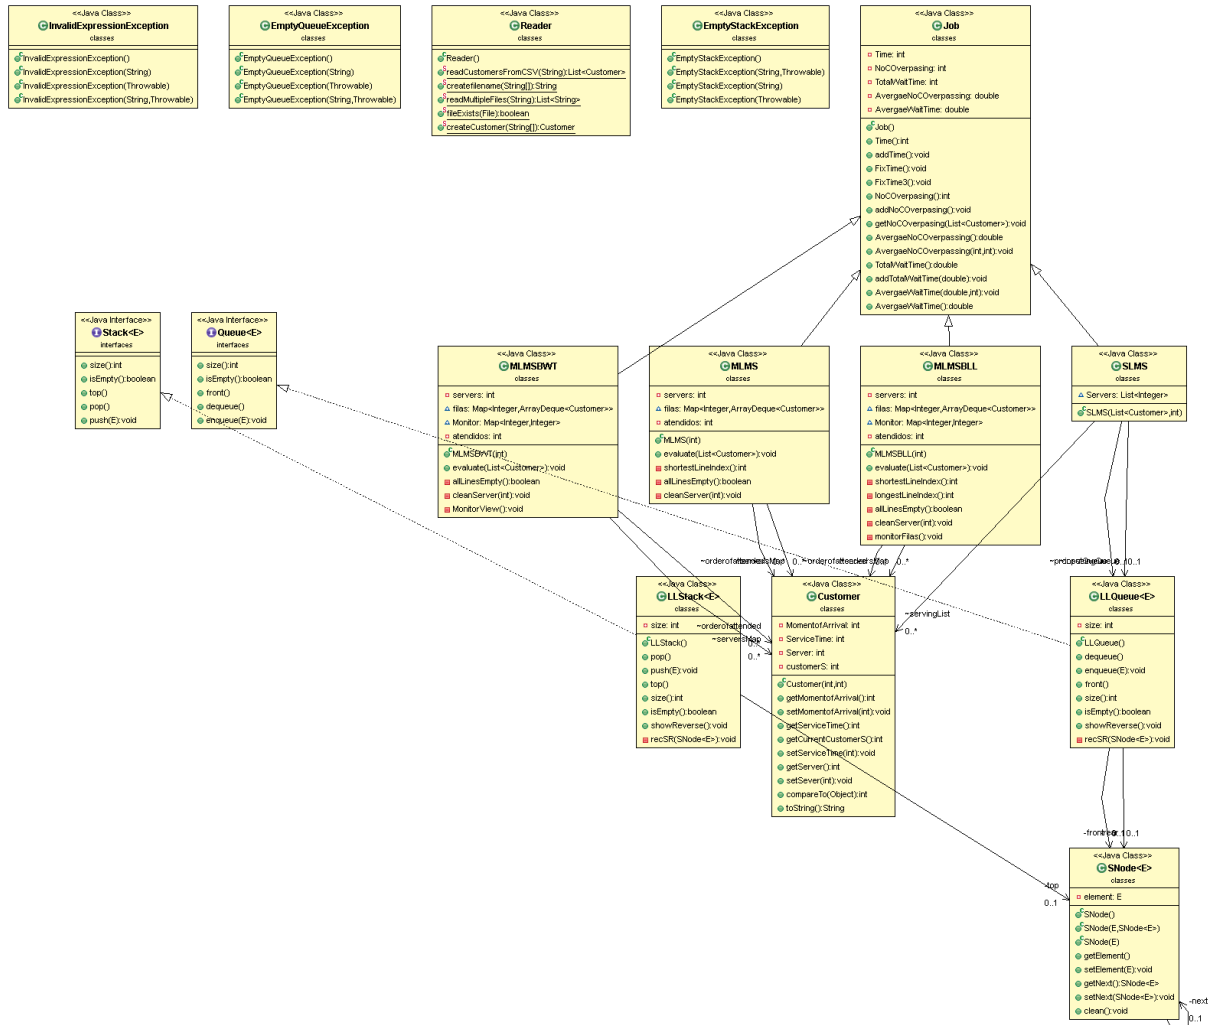 <<Java Class>>
InvalidExpressionException
classes
InvalidExpressionException()
InvalidExpressionException(String)
InvalidExpressionException(Throwable)
InvalidExpressionException(String,Throwable)
<<Java Class>>
EmptyQueueException
classes
EmptyQueueException()
EmptyQueueException(String)
EmptyQueueException(Throwable)
EmptyQueueException(String,Throwable)
<<Java Class>>
Reader
classes
Reader()
readCustomersFromCSV(String):List<Customer>
createfilename(String[]):String
readMultipleFiles(String):List<String>
fileExists(File):boolean
createCustomer(String[]):Customer
<<Java Class>>
EmptyStackException
classes
EmptyStackException()
EmptyStackException(String,Throwable)
EmptyStackException(String)
EmptyStackException(Throwable)
<<Java Class>>
Job
classes
Time: int
NoCOverpasing: int
TotalWaitTime: int
AvergaeNoCOverpassing: double
AvergaeWaitTime: double
Job()
Time():int
addTime():void
FixTime():void
FixTime3():void
NoCOverpasing():int
addNoCOverpasing():void
getNoCOverpasing(List<Customer>):void
AvergaeNoCOverpassing():double
AvergaeNoCOverpassing(int,int):void
TotalWaitTime():double
addTotalWaitTime(double):void
AvergaeWaitTime(double,int):void
AvergaeWaitTime():double
<<Java Interface>>
Stack<E>
interfaces
size():int
isEmpty():boolean
top()
pop()
push(E):void
<<Java Interface>>
Queue<E>
interfaces
size():int
isEmpty():boolean
front()
dequeue()
enqueue(E):void
<<Java Class>>
MLMSBWT
classes
servers: int
filas: Map<Integer,ArrayDeque<Customer>>
Monitor: Map<Integer,Integer>
atendidos: int
MLMSBWT(int)
evaluate(List<Customer>):void
allLinesEmpty():boolean
cleanServer(int):void
MonitorView():void
<<Java Class>>
MLMS
classes
servers: int
filas: Map<Integer,ArrayDeque<Customer>>
atendidos: int
MLMS(int)
evaluate(List<Customer>):void
shortestLineIndex():int
allLinesEmpty():boolean
cleanServer(int):void
<<Java Class>>
MLMSBLL
classes
servers: int
filas: Map<Integer,ArrayDeque<Customer>>
Monitor: Map<Integer,Integer>
atendidos: int
MLMSBLL(int)
evaluate(List<Customer>):void
shortestLineIndex():int
longestLineIndex():int
allLinesEmpty():boolean
cleanServer(int):void
monitorFilas():void
<<Java Class>>
SLMS
classes
Servers: List<Integer>
SLMS(List<Customer>,int)
0..*
0..*
0..1
<<Java Class>>
LLStack<E>
classes
size: int
LLStack()
pop()
push(E):void
top()
size():int
isEmpty():boolean
showReverse():void
recSR(SNode<E>):void
~orderofattended
~serversMap
0..*
<<Java Class>>
Customer
classes
MomentofArrival: int
ServiceTime: int
Server: int
customerS: int
Customer(int,int)
getMomentofArrival():int
setMomentofArrival(int):void
getServiceTime():int
getCurrentCustomerS():int
setServiceTime(int):void
getServer():int
setSever(int):void
compareTo(Object):int
toString():String
~servingList
0..*
<<Java Class>>
LLQueue<E>
classes
size: int
LLQueue()
dequeue()
enqueue(E):void
front()
size():int
isEmpty():boolean
showReverse():void
recSR(SNode<E>):void
0..1
-top
0..1
<<Java Class>>
SNode<E>
classes
element: E
SNode()
SNode(E,SNode<E>)
SNode(E)
getElement()
setElement(E):void
getNext():SNode<E>
setNext(SNode<E>):void
clean():void
-next
0..1